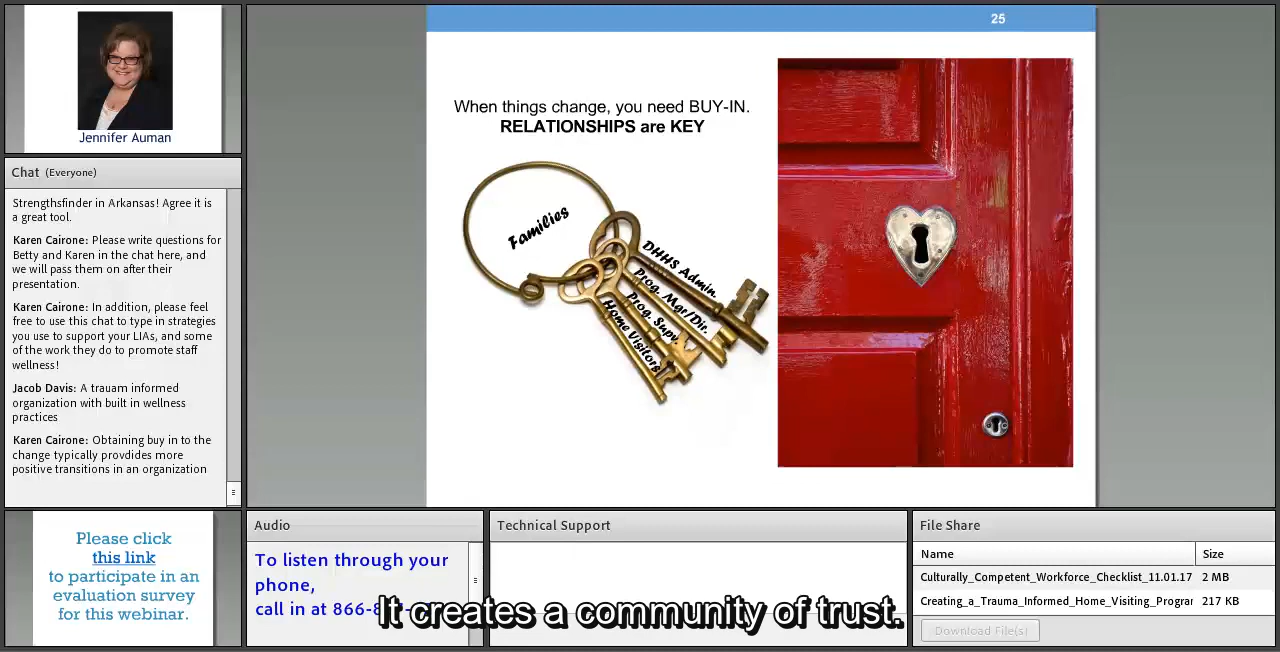 Jennifer Auman
Chat (Everyone)
Strengthsfinder in Arkansas! Agree it is
a great tool.
Karen Cairone: Please write questions for
Betty and Karen in the chat here, and
we will pass them on after their
presentation.
Karen Cairone: In addition, please feel
free to use this chat to type in strategies
you use to support your LIAs, and some
of the work they do to promote staff
wellness!
Jacob Davis: A trauam informed
organization with built in wellness
practices
Karen Cairone: Obtaining buy in to the
change typically provdides more
positive transitions in an organization
Please click
this link
to participate in an
evaluation survey
for this webinar.
25
When things change, you need BUY-IN.
RELATIONSHIPS are KEY
Families
DHHS Admin.
Prog. Mgr/Dir.
Prog. Supv.
Home Visitors
Audio
To listen through your
phone,
call in at 866-8
Technical Support
It creates a community of trust.
File Share
Name Size
Culturally_Competent_Workforce_Checklist_11.01.17 2 MB
Creating_a_Trauma_Informed_Home_Visiting_Progra 217 KB
Download File(s)